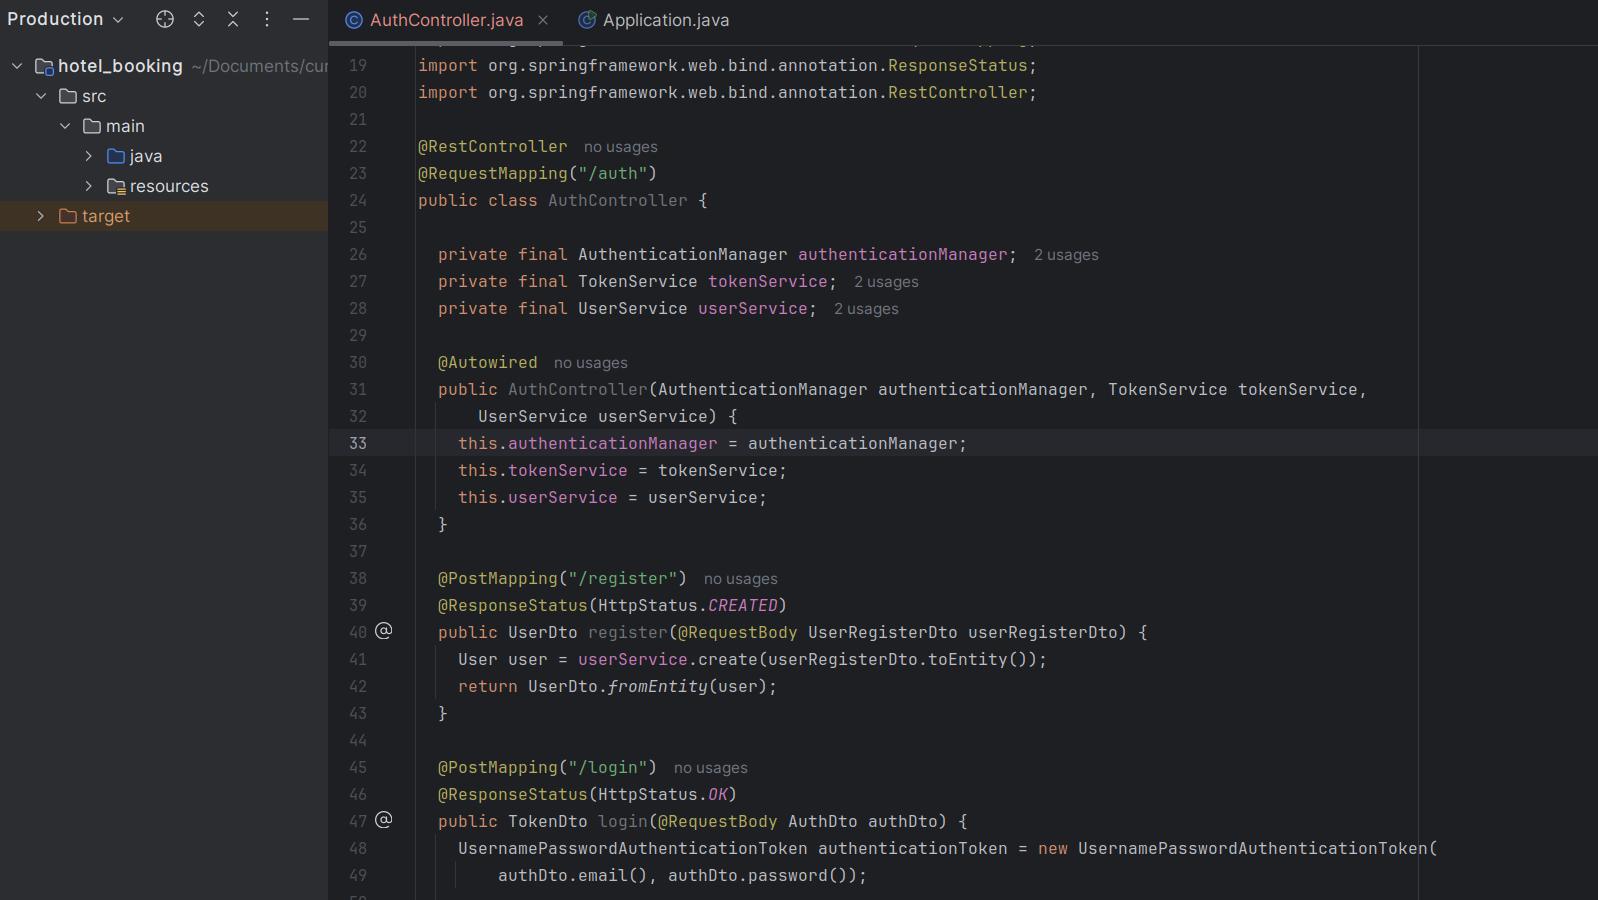 Production
AuthController.java
Application.java
hotel_booking ~/Documents/cur
src
main
java
resources
target
19 import org.springframework.web.bind.annotation.ResponseStatus;
20 import org.springframework.web.bind.annotation.RestController;
21
22 @RestController no usages
23 @RequestMapping("/auth")
24 public class AuthController {
25
26 private final AuthenticationManager authenticationManager; 2 usages
27 private final TokenService tokenService; 2 usages
28 private final UserService userService; 2 usages
29
30 @Autowired no usages
31 public AuthController(AuthenticationManager authenticationManager, TokenService tokenService,
32 UserService userService) {
33 this.authenticationManager = authenticationManager;
34 this.tokenService = tokenService;
35 this.userService = userService;
36 }
37
38 @PostMapping("/register") no usages
39 @ResponseStatus(HttpStatus.CREATED)
40 public UserDto register(@RequestBody UserRegisterDto userRegisterDto) {
41 User user = userService.create(userRegisterDto.toEntity());
42 return UserDto.fromEntity(user);
43 }
44
45 @PostMapping("/login") no usages
46 @ResponseStatus(HttpStatus.OK)
47 public TokenDto login(@RequestBody AuthDto authDto) {
48 UsernamePasswordAuthenticationToken authenticationToken = new UsernamePasswordAuthenticationToken(
49 authDto.email(), authDto.password());